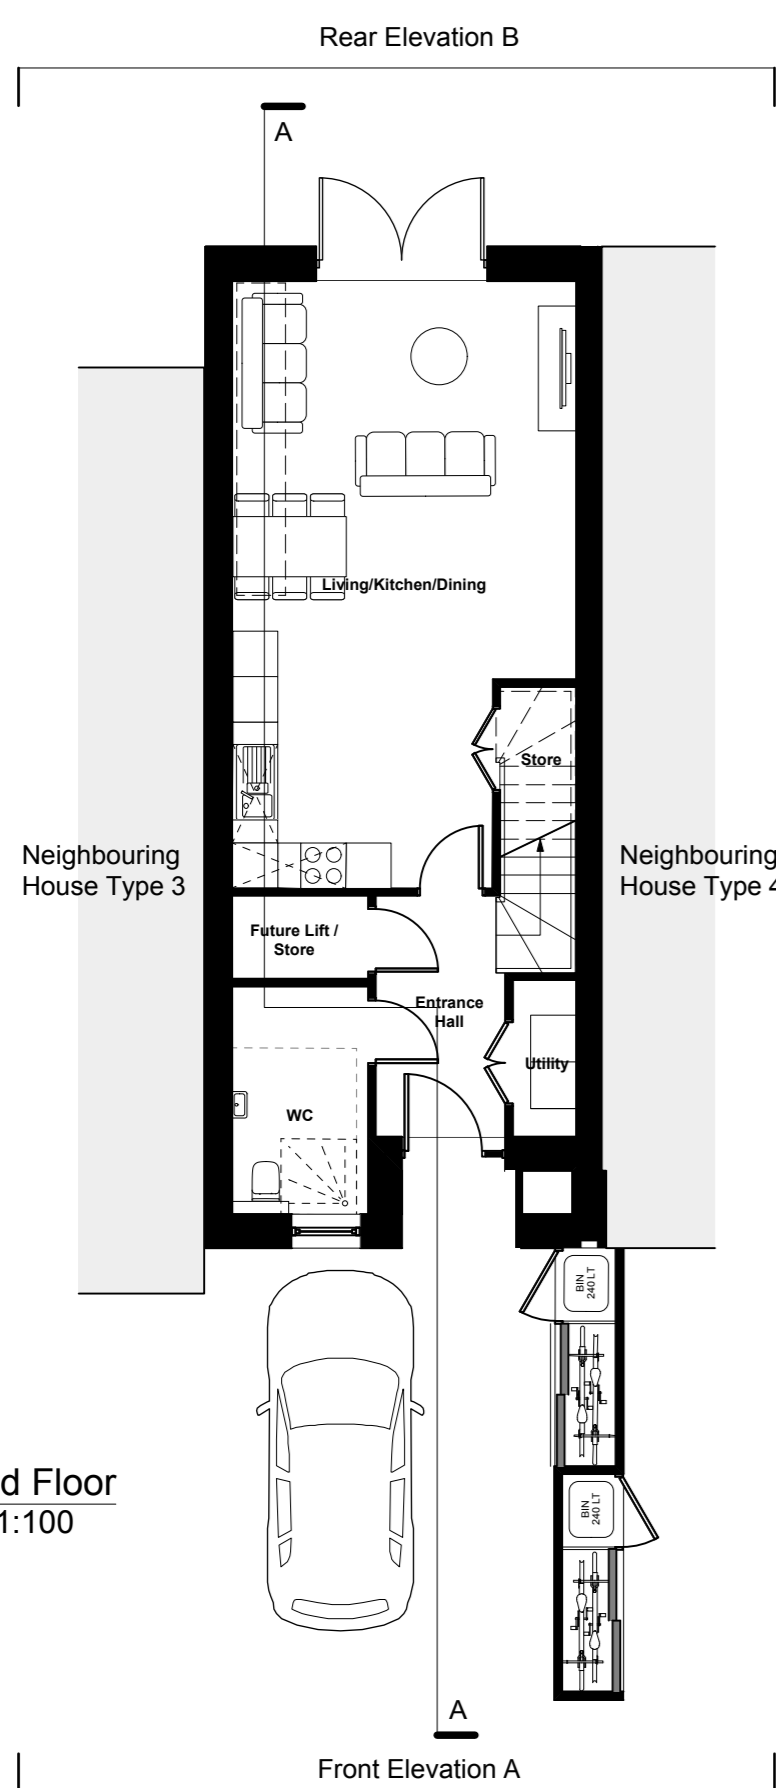 Rear Elevation B
A
Living/Kitchen/Dining
Store
Neighbouring
House Type 3
Neighbouring
House Type 4
Future Lift /
Store
Entrance
Hall
Utility
WC
BIN
240 LT
d Floor
1:100
BIN
240 LT
A
Front Elevation A